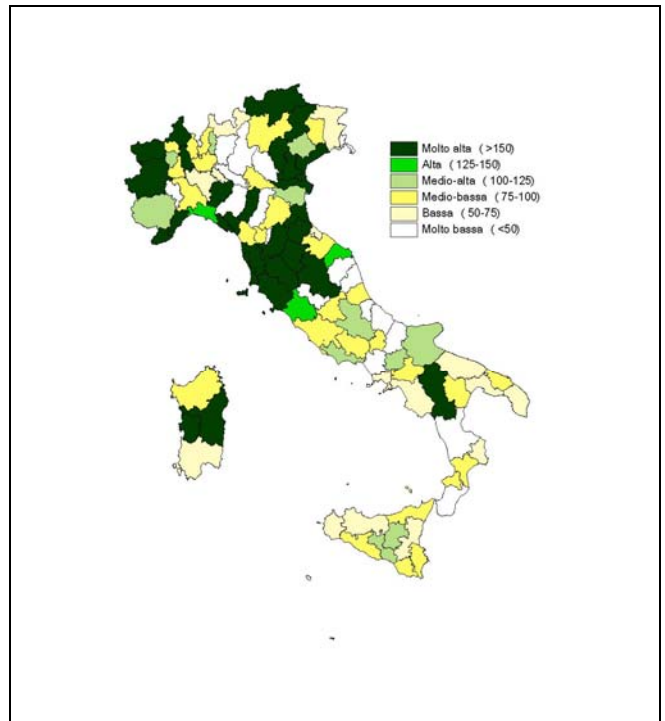 Molto alta (>150)
Alta (125-150)
Medio-alta (100-125)
Medio-bassa (75-100)
Bassa (50-75)
Molto bassa (<50)